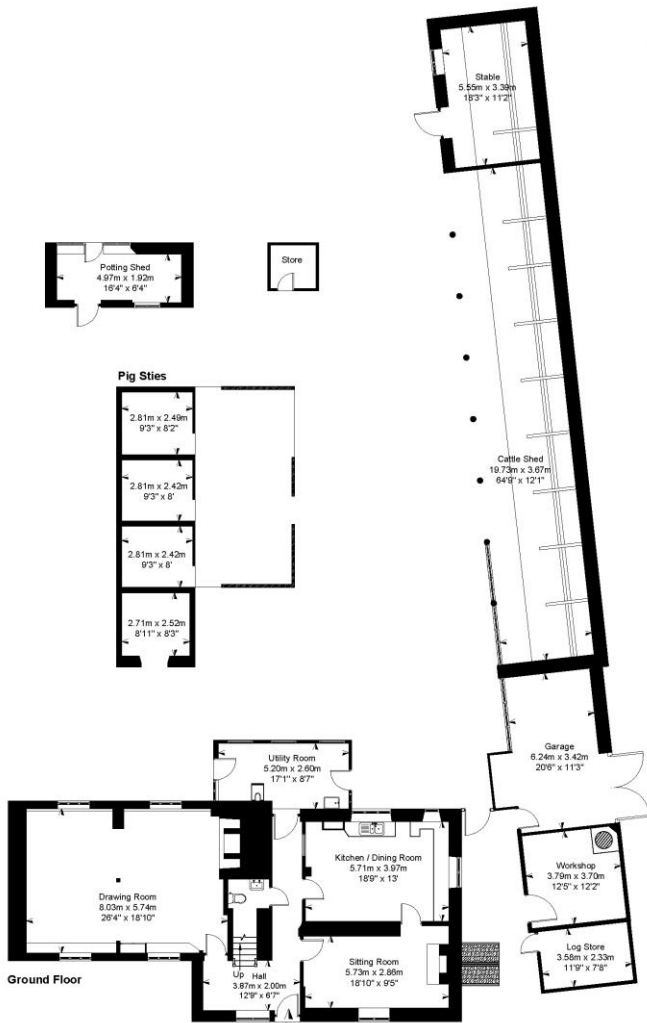 Stable
5.55m x 3.39m
18'3" x 11'2"
Potting Shed
4.97m x 1.92m
16'4" x 6'4"
Store
Pig Sties
2.81m x 2.49m
9'3" x 8'2"
2.81m x 2.42m
9'3" x 8'
2.81m x 2.42m
9'3" x 8'
2.71m x 2.52m
8'11" x 8'3"
Cattle Shed
19.73m x 3.67m
64'9" x 12'1"
Garage
6.24m x 3.42m
20'6" x 11'3"
Utility Room
5.20m x 2.60m
17'1" x 8'7"
Kitchen / Dining Room
5.71m x 3.97m
18'9" x 13'
Workshop
3.79m x 3.70m
12'5" x 12'2"
Drawing Room
8.03m x 5.74m
26'4" x 18'10"
Sitting Room
5.73m x 2.86m
18'10" x 9'5"
Log Store
3.58m x 2.33m
11'9" x 7'8"
Up
Hall
3.87m x 2.00m
12'9" x 6'7"
Ground Floor